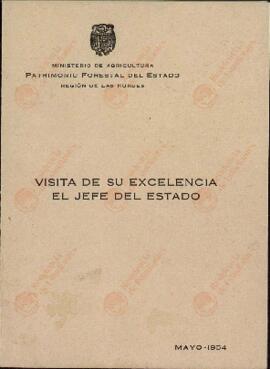 MINISTERIO DE AGRICULTURA
PATRIMONIO FORESTAL DEL ESTADO
REGIÓN DE LAS HURDES
VISITA DE SU EXCELENCIA
EL JEFE DEL ESTADO
MAYO-1954